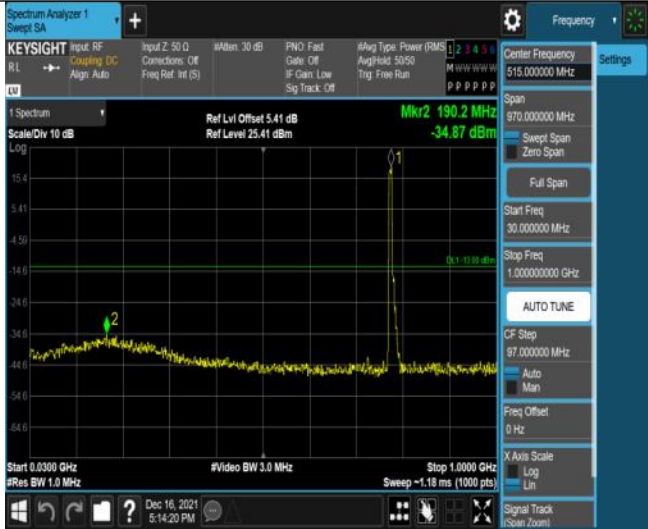 Spectrum Analyzer 1
Swept SA
+
Frequency
KEYSIGHT
RL
LV
Input: RF
Coupling: DC
Align: Auto
Input Z: 50 Ω
Corrections: Off
Freq Ref: Int (S)
#Atten: 30 dB
PNO: Fast
Gate: Off
IF Gain: Low
Sig Track: Off
#Avg Type: Power (RMS
Avg|Hold: 50/50
Trig: Free Run
1 2 3 4 5 6
M W W W W W
P P P P P P
1 Spectrum
Scale/Div 10 dB
Log
Ref Lvl Offset 5.41 dB
Ref Level 25.41 dBm
Mkr2 190.2 MHz
-34.87 dBm
1
15.4
5.41
-4.59
DL1 -13.00 dBm
-14.6
-24.6
2
-34.6
-44.6
-54.6
-64.6
Start 0.0300 GHz
#Res BW 1.0 MHz
#Video BW 3.0 MHz
Stop 1.0000 GHz
Sweep ~1.18 ms (1000 pts)
?
Dec 16, 2021
5:14:20 PM
Center Frequency
515.000000 MHz
Settings
Span
970.000000 MHz
Swept Span
Zero Span
Full Span
Start Freq
30.000000 MHz
Stop Freq
1.000000000 GHz
AUTO TUNE
CF Step
97.000000 MHz
Auto
Man
Freq Offset
0 Hz
X Axis Scale
Log
Lin
Signal Track
(Span Zoom)